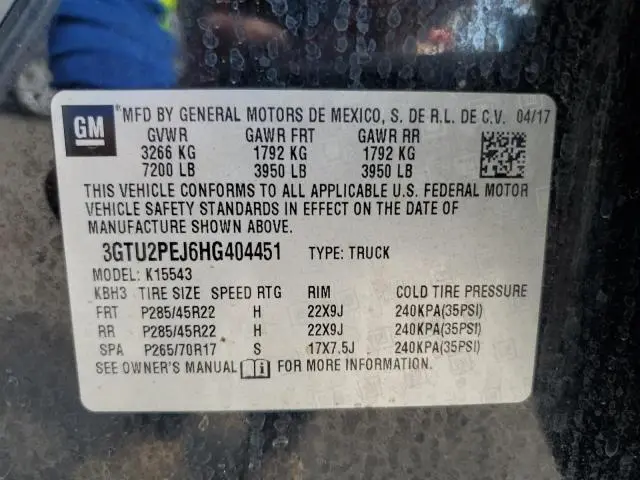 GM
® MFD BY GENERAL MOTORS DE MEXICO, S. DE R.L. DE C.V. 04/17
GVWR GAWR FRT GAWR RR
3266 KG 1792 KG 1792 KG
7200 LB 3950 LB 3950 LB
THIS VEHICLE CONFORMS TO ALL APPLICABLE U.S. FEDERAL MOTOR
VEHICLE SAFETY STANDARDS IN EFFECT ON THE DATE OF
MANUFACTURE SHOWN ABOVE.
3GTU2PEJ6HG404451 TYPE: TRUCK
MODEL: K15543
KBH3 TIRE SIZE SPEED RTG RIM COLD TIRE PRESSURE
FRT P285/45R22 H 22X9J 240KPA(35PSI)
RR P285/45R22 H 22X9J 240KPA(35PSI)
SPA P265/70R17 S 17X7.5J 240KPA(35PSI)
SEE OWNER'S MANUAL FOR MORE INFORMATION.